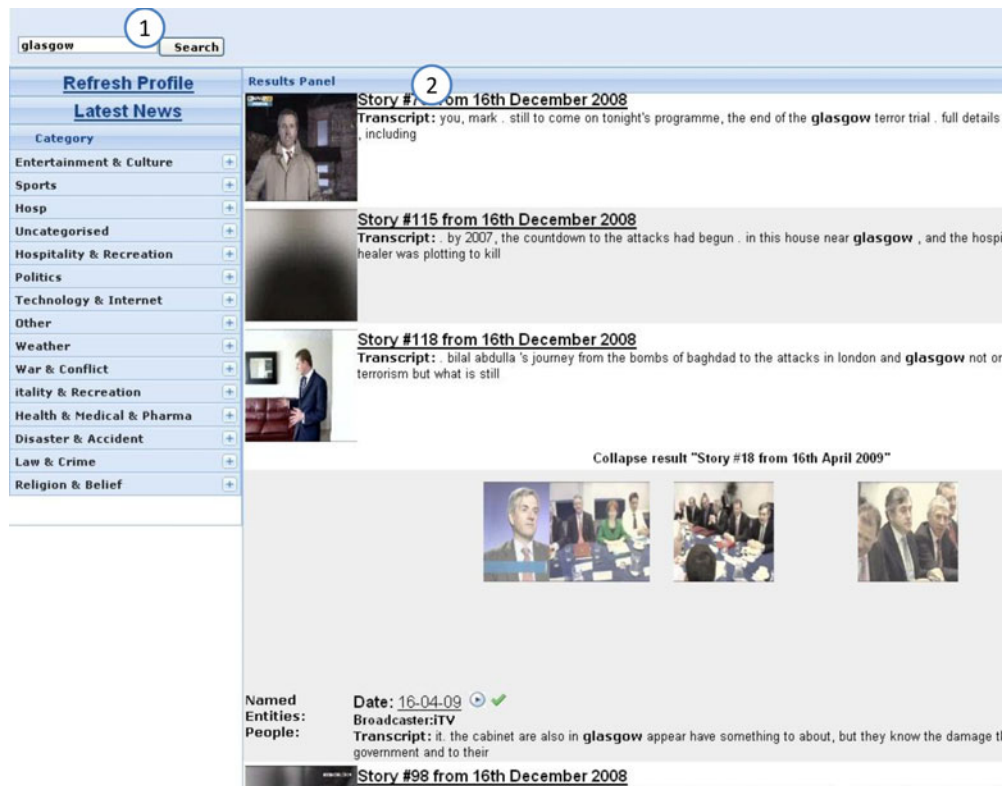 1
glasgow
Search
Refresh Profile
Latest News
Category
Entertainment & Culture
Sports
Hosp
Uncategorised
Hospitality & Recreation
Politics
Technology & Internet
Other
Weather
War & Conflict
itality & Recreation
Health & Medical & Pharma
Disaster & Accident
Law & Crime
Religion & Belief
Results Panel
2
Story #7 from 16th December 2008
Transcript: you, mark . still to come on tonight's programme, the end of the glasgow terror trial . full details
, including
Story #115 from 16th December 2008
Transcript: . by 2007, the countdown to the attacks had begun . in this house near glasgow , and the hospi
healer was plotting to kill
Story #118 from 16th December 2008
Transcript: . bilal abdulla 's journey from the bombs of baghdad to the attacks in london and glasgow not or
terrorism but what is still
Collapse result "Story #18 from 16th April 2009"
Named
Entities:
People:
Date: 16-04-09
Broadcaster:iTV
Transcript: it. the cabinet are also in glasgow appear have something to about, but they know the damage t
government and to their
Story #98 from 16th December 2008